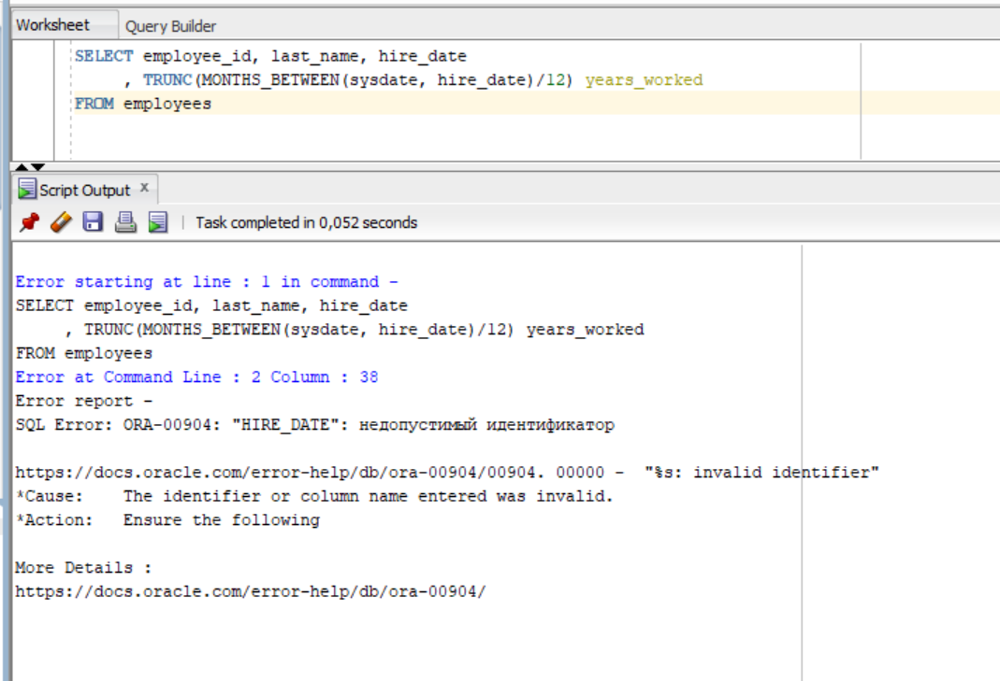 Worksheet Query Builder
SELECT employee_id, last_name, hire_date
, TRUNC(MONTHS_BETWEEN(sysdate, hire_date)/12) years_worked
FROM employees
Script Output x
Task completed in 0,052 seconds
Error starting at line : 1 in command -
SELECT employee_id, last_name, hire_date
, TRUNC(MONTHS_BETWEEN(sysdate, hire_date)/12) years_worked
FROM employees
Error at Command Line : 2 Column : 38
Error report -
SQL Error: ORA-00904: "HIRE_DATE": недопустимый идентификатор
https://docs.oracle.com/error-help/db/ora-00904/00904. 00000 - "%s: invalid identifier"
*Cause: The identifier or column name entered was invalid.
*Action: Ensure the following
More Details :
https://docs.oracle.com/error-help/db/ora-00904/